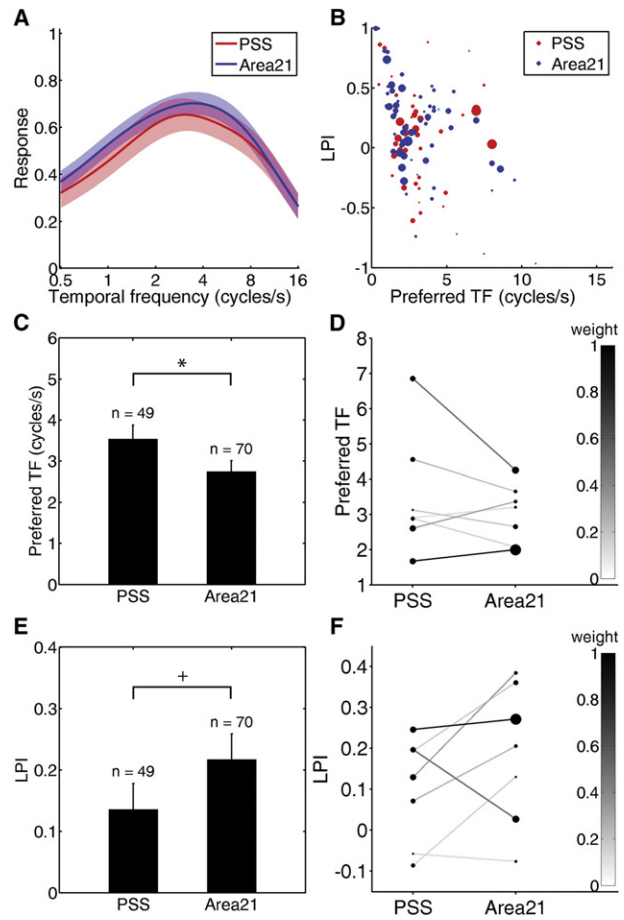 A
PSS
Area21
Response
1
0.8
0.6
0.4
0.2
0
0.5
1
2
4
8
16
Temporal frequency (cycles/s)
B
PSS
Area21
LPI
1
0.5
0
-0.5
-1
0
5
10
15
Preferred TF (cycles/s)
C
Preferred TF (cycles/s)
6
5
4
3
2
1
0
*
n = 49
n = 70
PSS
Area21
D
weight
Preferred TF
8
7
6
5
4
3
2
1
1
0.8
0.6
0.4
0.2
0
PSS
Area21
E
LPI
0.4
0.3
0.2
0.1
0
+
n = 49
n = 70
PSS
Area21
F
weight
LPI
0.4
0.3
0.2
0.1
0
-0.1
1
0.8
0.6
0.4
0.2
0
PSS
Area21